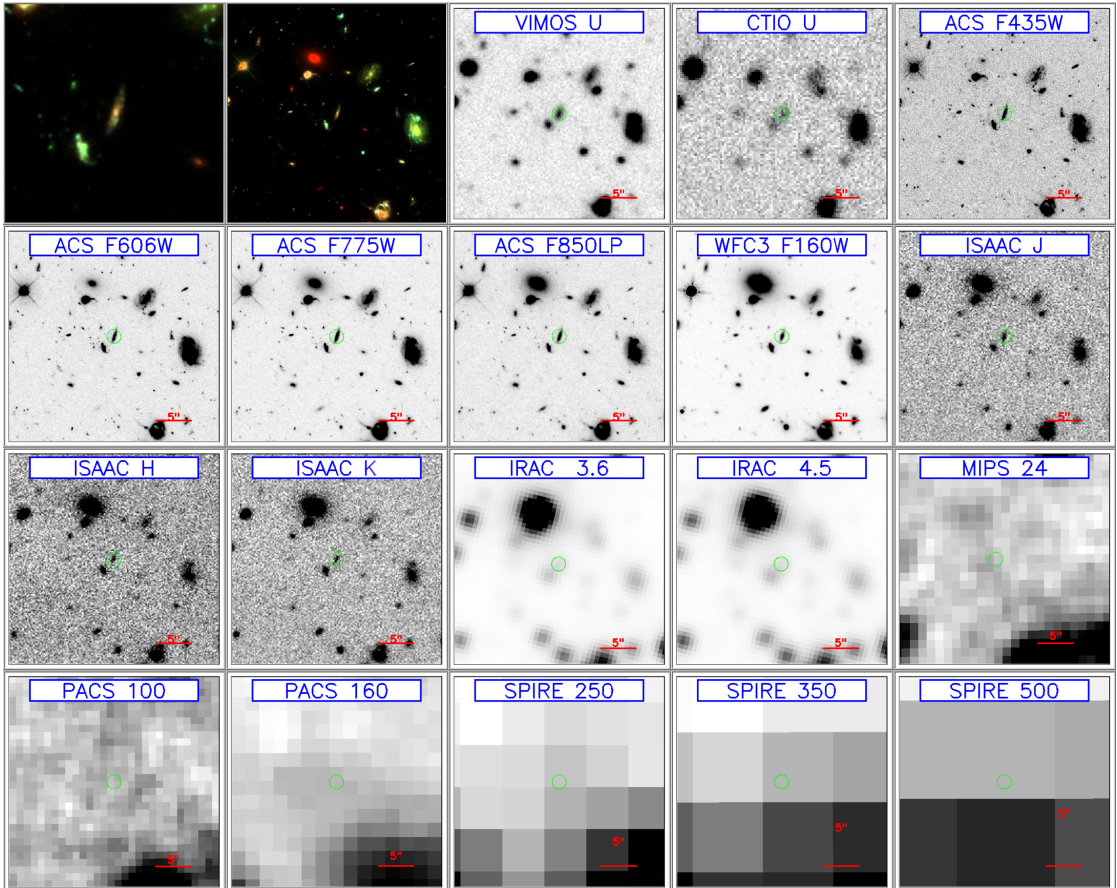 VIMOS U
5"
CTIO U
5"
ACS F435W
5"
ACS F606W
5"
ACS F775W
5"
ACS F850LP
5"
WFC3 F160W
5"
ISAAC J
5"
ISAAC H
5"
ISAAC K
5"
IRAC 3.6
5"
IRAC 4.5
5"
MIPS 24
5"
PACS 100
5"
PACS 160
5"
SPIRE 250
5"
SPIRE 350
5"
SPIRE 500
5"